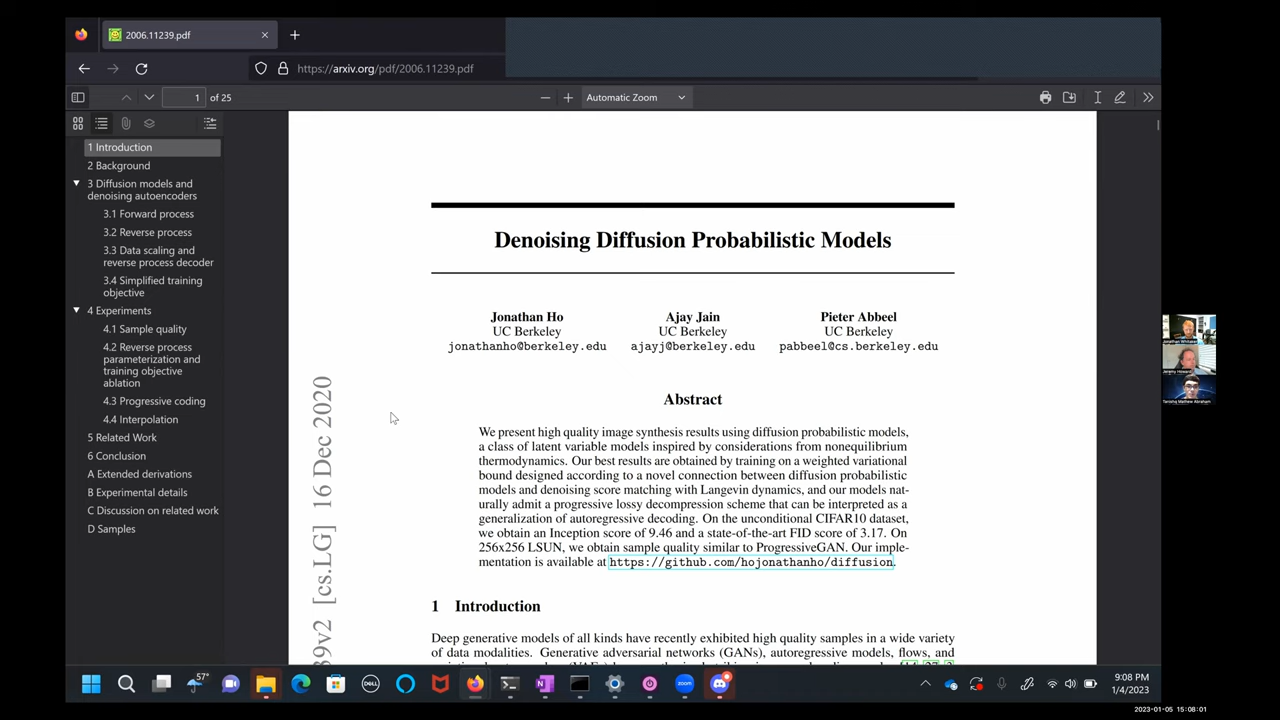 2006.11239.pdf
https://arxiv.org/pdf/2006.11239.pdf
1 of 25
Automatic Zoom
1 Introduction
2 Background
3 Diffusion models and
denoising autoencoders
3.1 Forward process
3.2 Reverse process
3.3 Data scaling and
reverse process decoder
3.4 Simplified training
objective
4 Experiments
4.1 Sample quality
4.2 Reverse process
parameterization and
training objective
ablation
4.3 Progressive coding
4.4 Interpolation
5 Related Work
6 Conclusion
A Extended derivations
B Experimental details
C Discussion on related work
D Samples
39v2 [cs.LG] 16 Dec 2020
Denoising Diffusion Probabilistic Models
Jonathan Ho Ajay Jain Pieter Abbeel
UC Berkeley UC Berkeley UC Berkeley
jonathanho@berkeley.edu ajayj@berkeley.edu pabbeel@cs.berkeley.edu
Abstract
We present high quality image synthesis results using diffusion probabilistic models,
a class of latent variable models inspired by considerations from nonequilibrium
thermodynamics. Our best results are obtained by training on a weighted variational
bound designed according to a novel connection between diffusion probabilistic
models and denoising score matching with Langevin dynamics, and our models nat-
urally admit a progressive lossy decompression scheme that can be interpreted as a
generalization of autoregressive decoding. On the unconditional CIFAR10 dataset,
we obtain an Inception score of 9.46 and a state-of-the-art FID score of 3.17. On
256x256 LSUN, we obtain sample quality similar to ProgressiveGAN. Our imple-
mentation is available at https://github.com/hojonathanho/diffusion.
1 Introduction
Deep generative models of all kinds have recently exhibited high quality samples in a wide variety
of data modalities. Generative adversarial networks (GANs), autoregressive models, flows, and
Jonathan Whitaker
Jeremy Howard
Tanishq Mathew Abraham
57°
DELL
zoom
9:08 PM
1/4/2023
2023-01-05 15:08:01